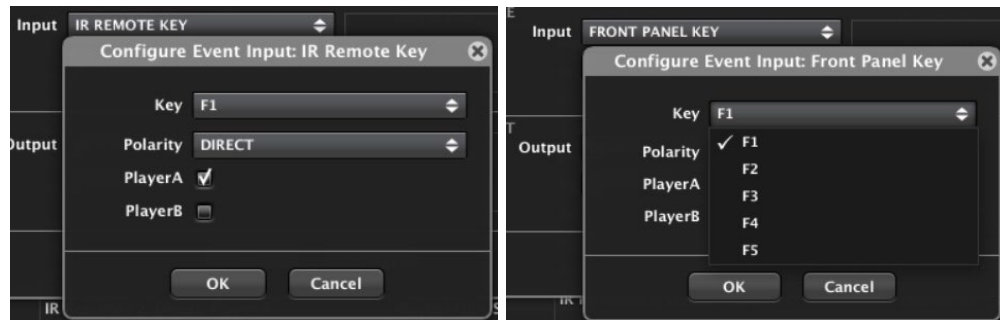 Input IR REMOTE KEY
Configure Event Input: IR Remote Key
Key F1
Output
Polarity DIRECT
PlayerA
PlayerB
OK Cancel
IR
Input FRONT PANEL KEY
Configure Event Input: Front Panel Key
Key F1
Output
Polarity
F1
F2
PlayerA
F3
PlayerB
F4
F5
OK Cancel